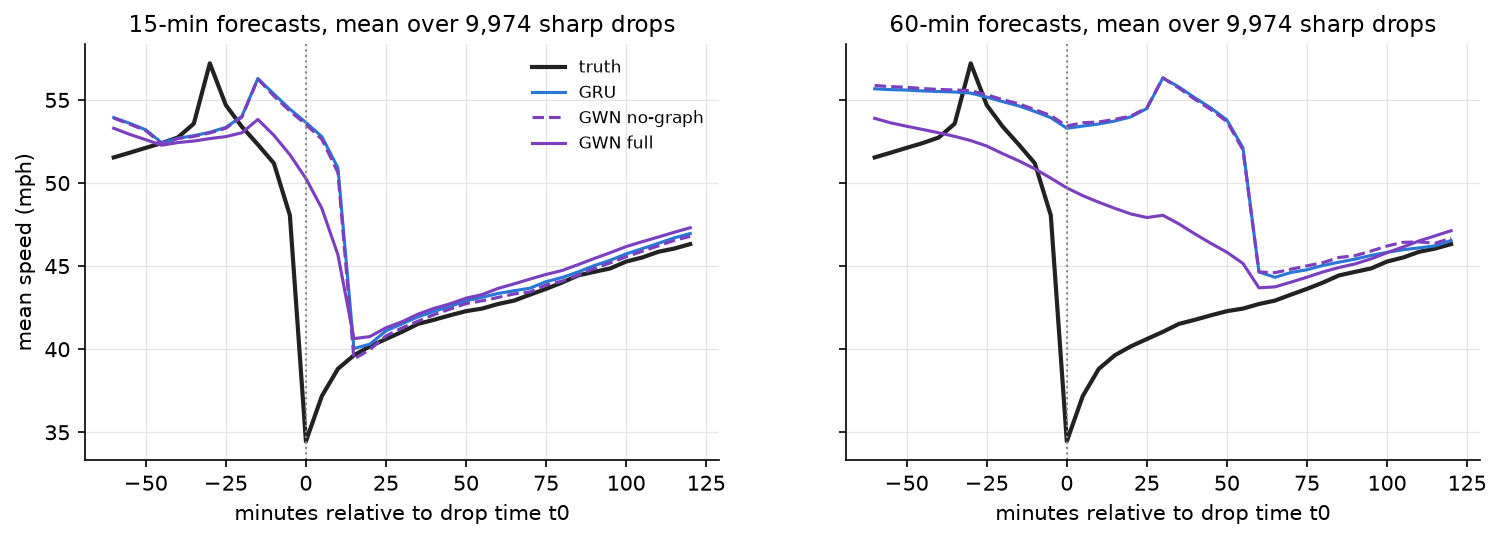 15-min forecasts, mean over 9,974 sharp drops
truth
GRU
GWN no-graph
GWN full
mean speed (mph)
55
50
45
40
35
−50 −25 0 25 50 75 100 125
minutes relative to drop time t0
60-min forecasts, mean over 9,974 sharp drops
−50 −25 0 25 50 75 100 125
minutes relative to drop time t0